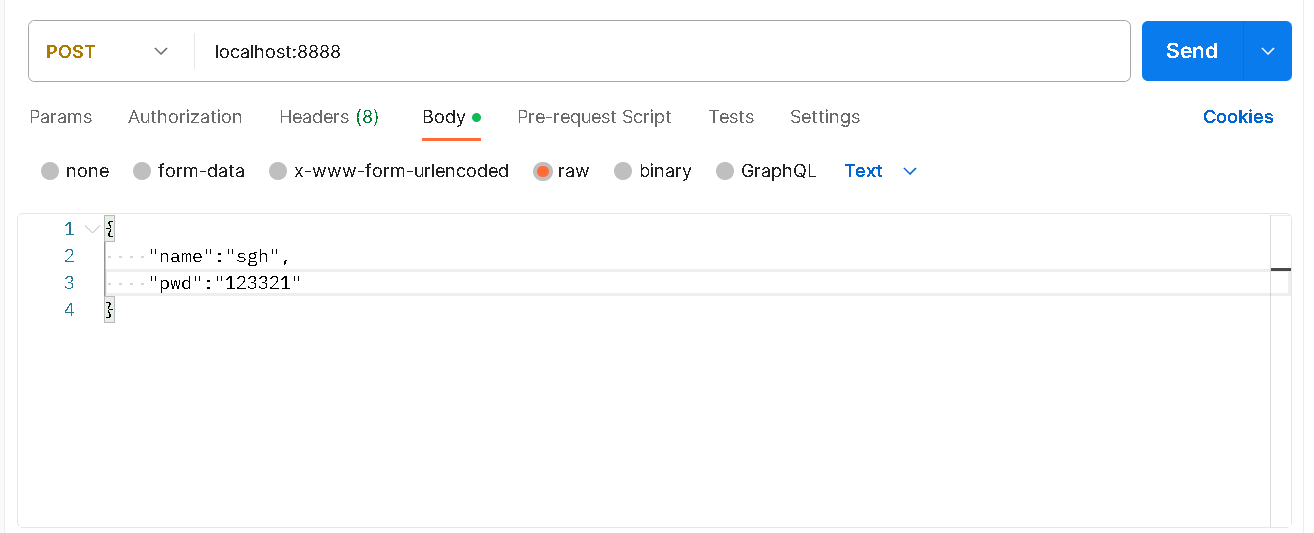 POST localhost:8888 Send
Params Authorization Headers (8) Body Pre-request Script Tests Settings Cookies
none form-data x-www-form-urlencoded raw binary GraphQL Text
1 {
2 ····"name":"sgh",
3 ····"pwd":"123321"
4 }